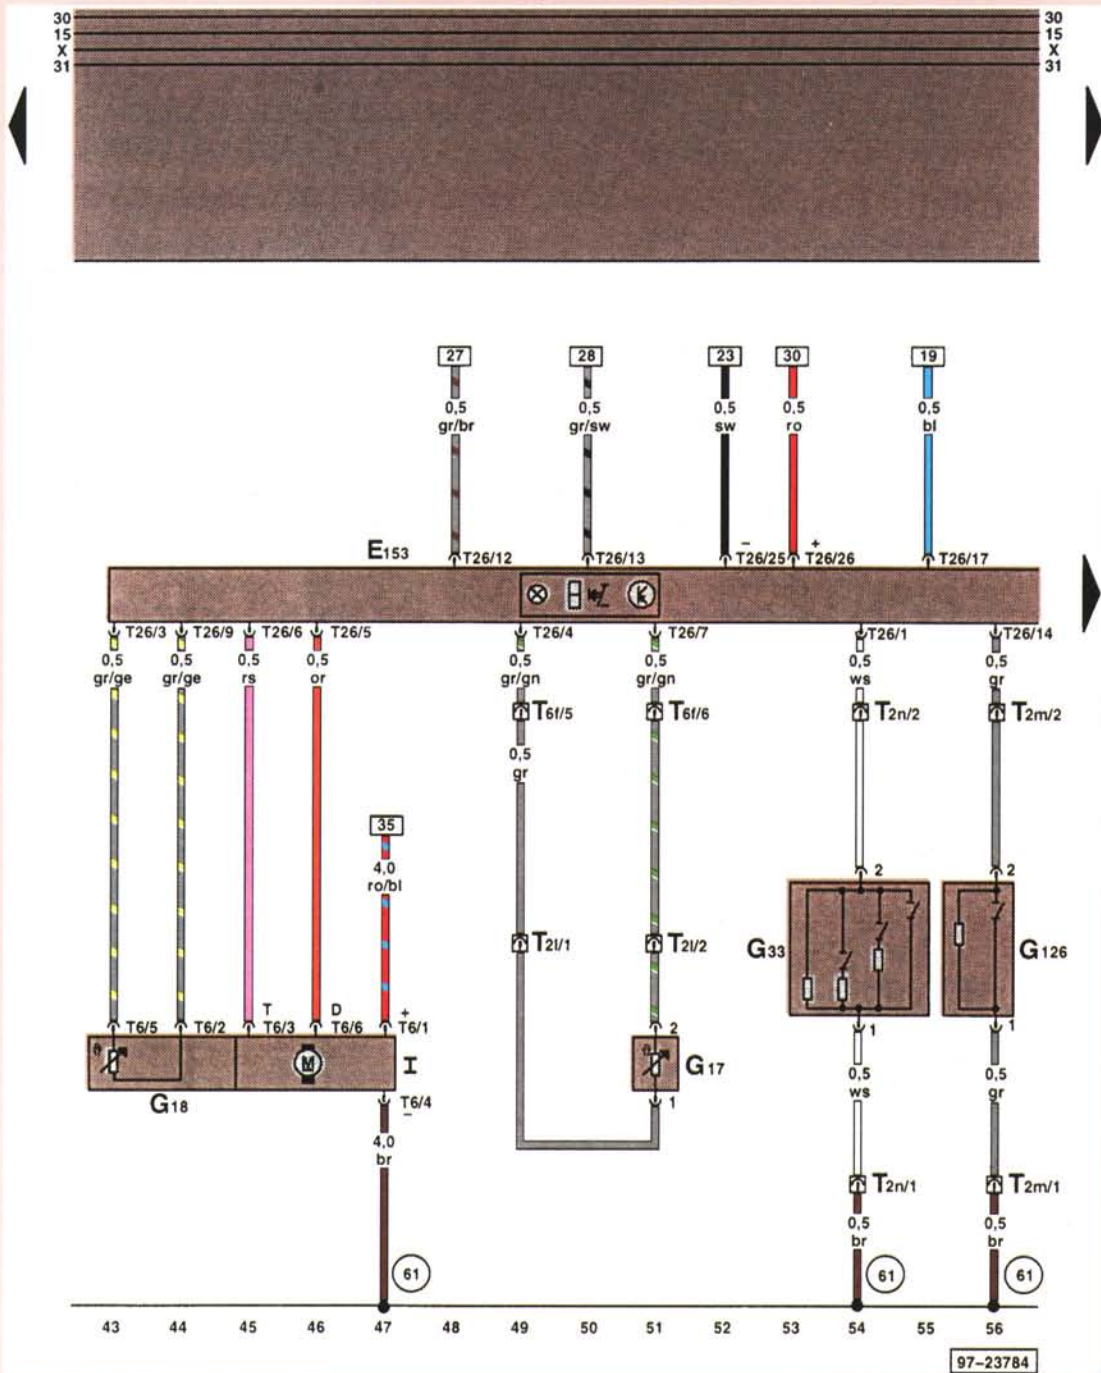 30 30
15 15
X X
31 31
27 28 23 30 19
0,5 0,5 0,5 0,5 0,5
gr/br gr/sw sw ro bl
E153 T26/12 T26/13 – T26/25 + T26/26 T26/17
T26/3 T26/9 T26/6 T26/5 T26/4 T26/7 T26/1 T26/14
0,5 0,5 0,5 0,5 0,5 0,5 0,5 0,5
gr/ge gr/ge rs or gr/gn gr/gn ws gr
T6f/5 T6f/6 T2n/2 T2m/2
0,5
gr
35
4,0
ro/bl
2 2
T2l/1 T2l/2 G33 G126
T D +
T6/5 T6/2 T6/3 T6/6 T6/1 2 1 1
M I G17
G18 T6/4 1
–
0,5 0,5
ws gr
4,0
br
T2n/1 T2m/1
0,5 0,5
br br
61 61 61
43 44 45 46 47 48 49 50 51 52 53 54 55 56
97-23784